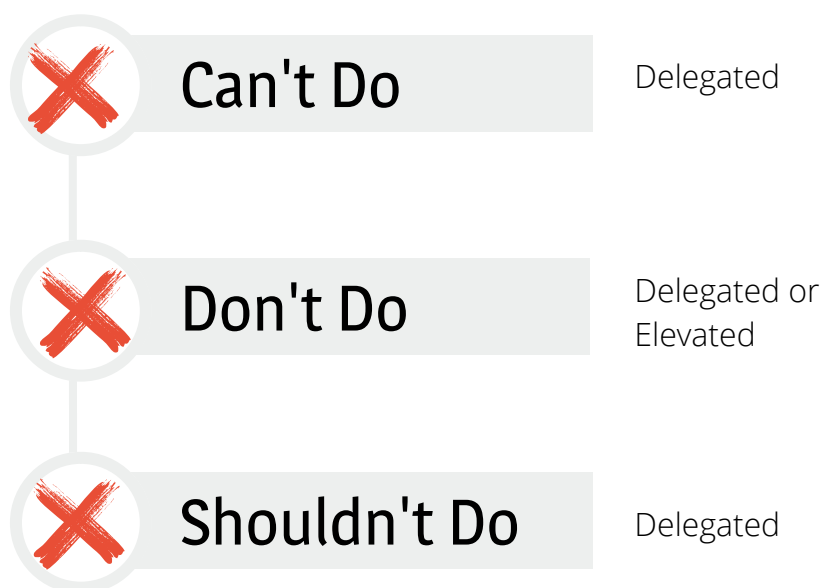 Can't Do
Delegated
Don't Do
Delegated or
Elevated
Shouldn't Do
Delegated